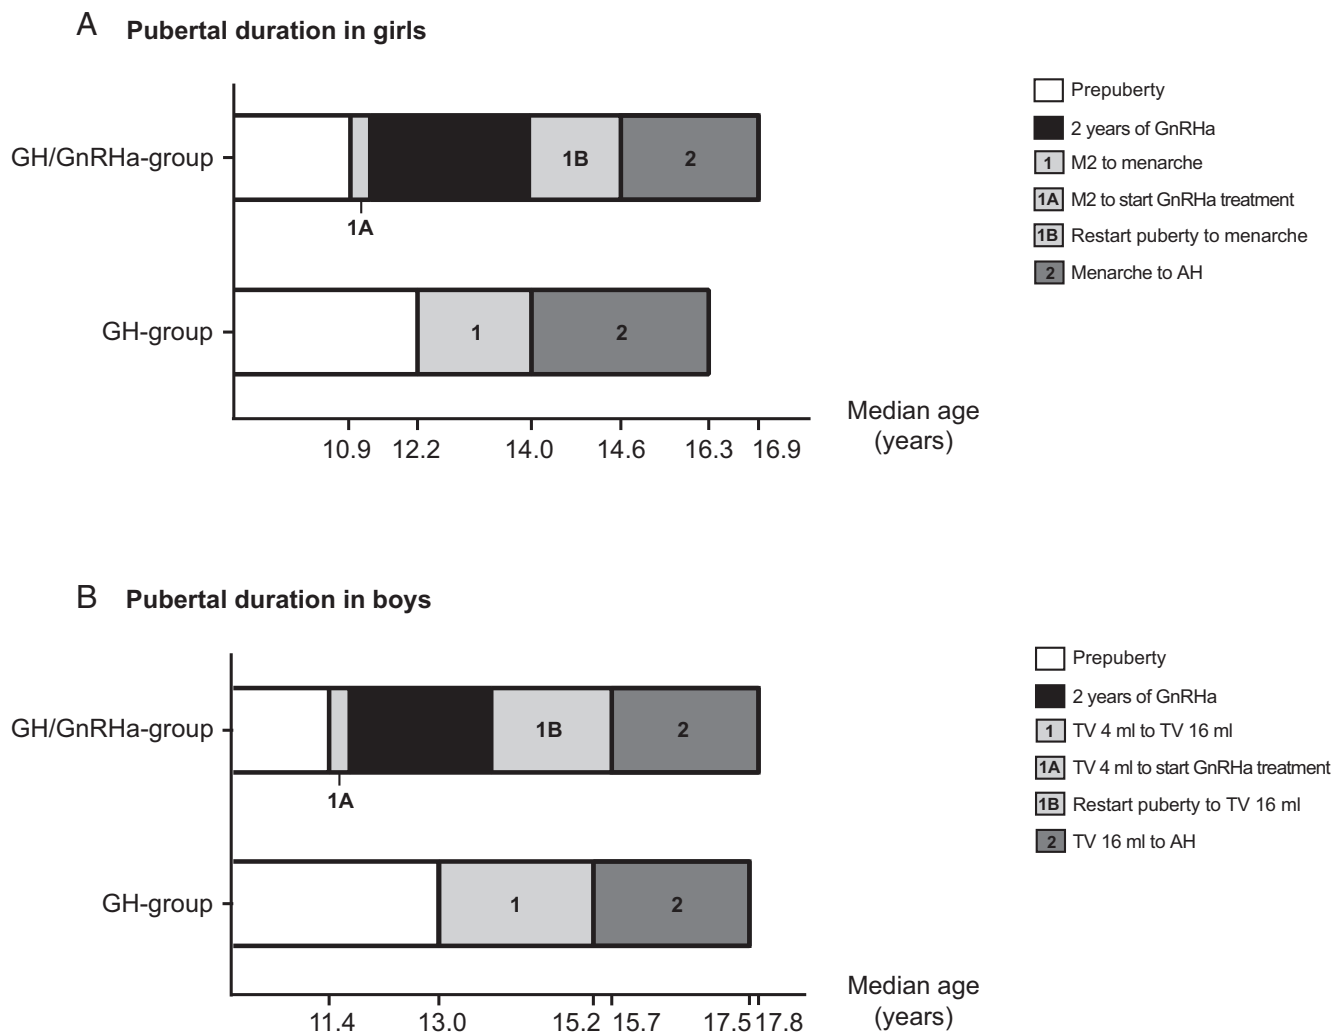 A Pubertal duration in girls
GH/GnRHa-group
1B
2
1A
GH-group
1
2
10.9 12.2 14.0 14.6 16.3 16.9
Median age
(years)
Prepuberty
2 years of GnRHa
1 M2 to menarche
1A M2 to start GnRHa treatment
1B Restart puberty to menarche
2 Menarche to AH
B Pubertal duration in boys
GH/GnRHa-group
1B
2
1A
GH-group
1
2
11.4 13.0 15.2 15.7 17.5 17.8
Median age
(years)
Prepuberty
2 years of GnRHa
1 TV 4 ml to TV 16 ml
1A TV 4 ml to start GnRHa treatment
1B Restart puberty to TV 16 ml
2 TV 16 ml to AH